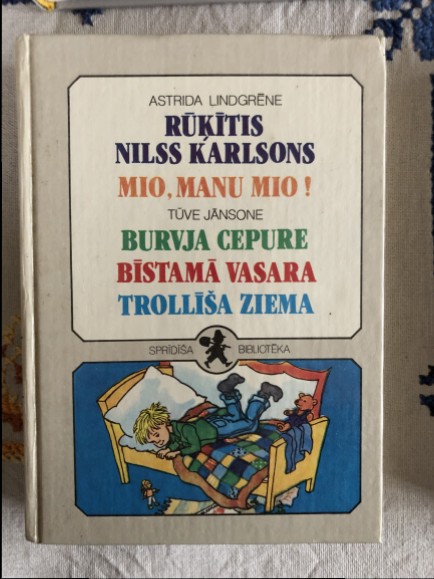 ASTRIDA LINDGRĒNE
RŪĶĪTIS
NILSS KARLSONS
MIO, MANU MIO!
TŪVE JĀNSONE
BURVJA CEPURE
BĪSTAMĀ VASARA
TROLLĪŠA ZIEMA
SPRĪDĪŠA BIBLIOTĒKA